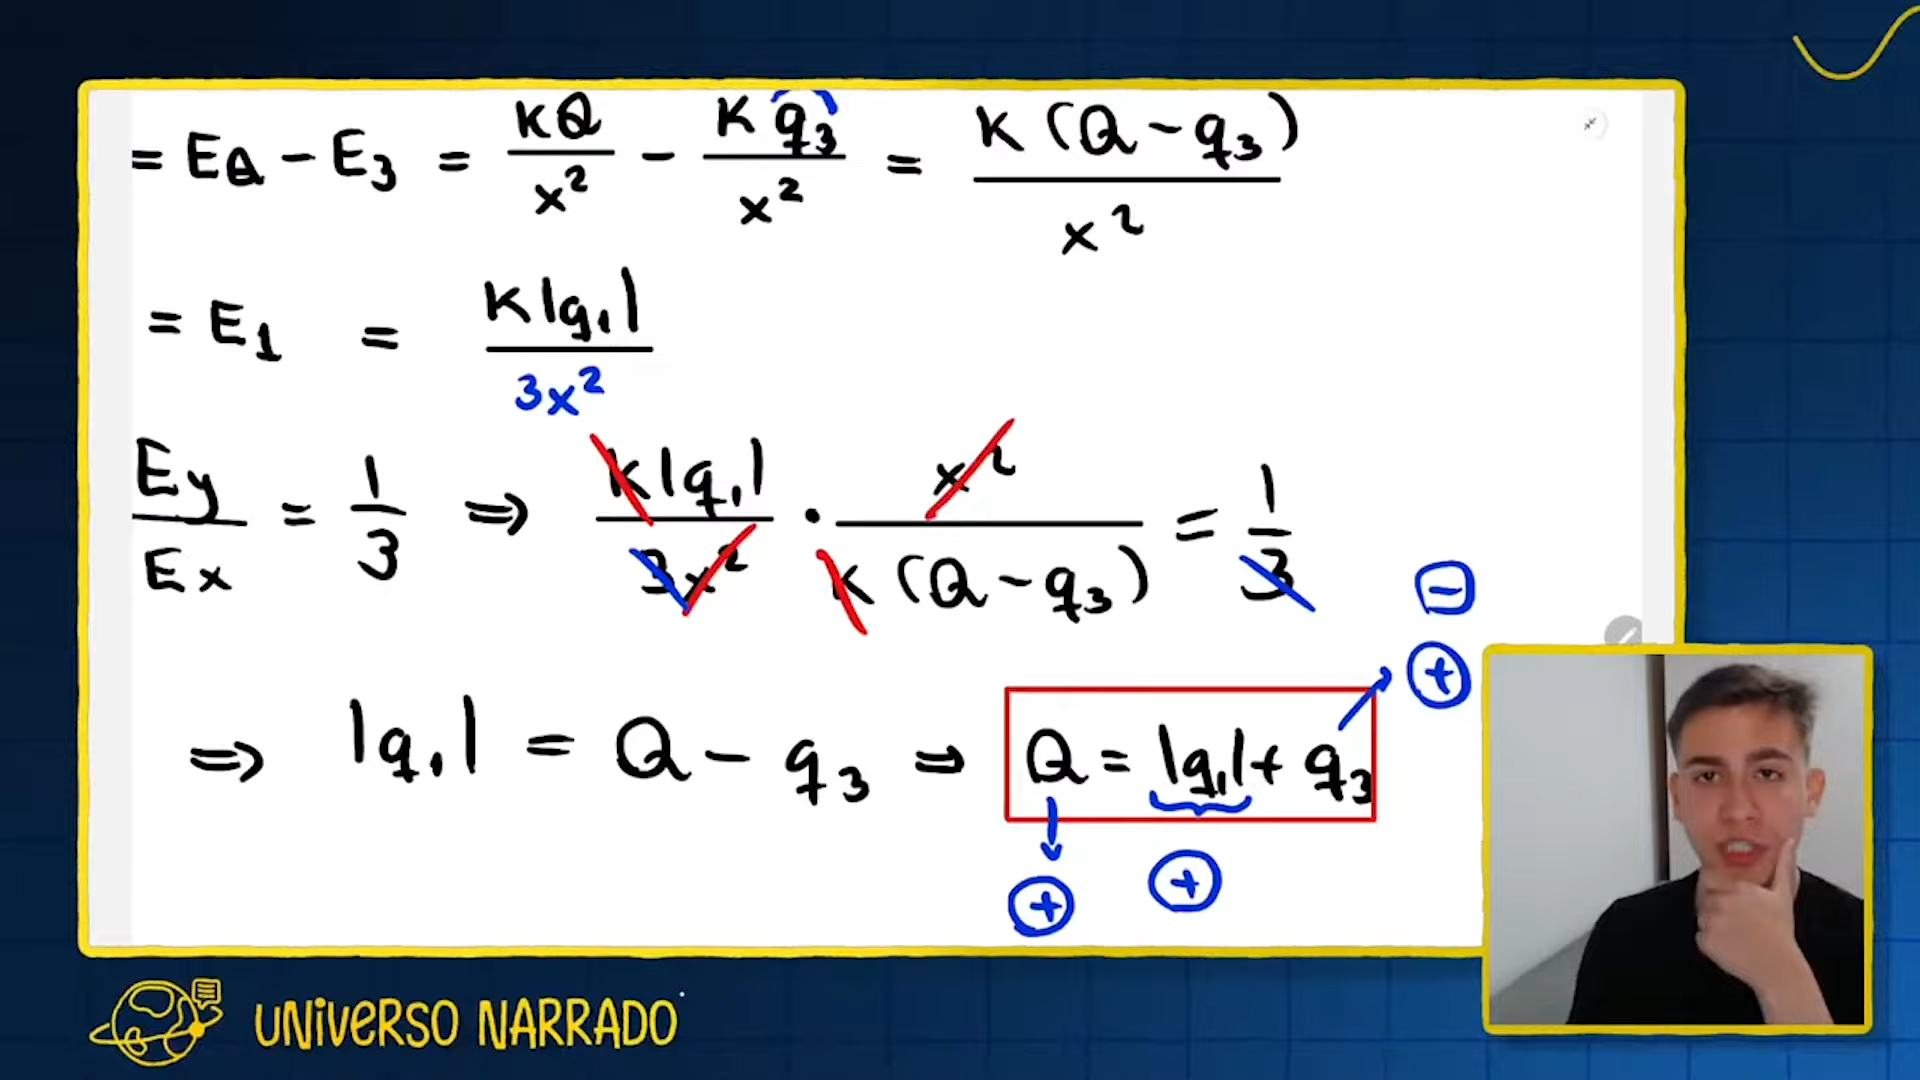 = EQ - E3 = KQ/x² - Kq3/x² = K(Q - q3)/x²
= E1 = K|q1|/3x²
Ey/Ex = 1/3 ⇒ K|q1|/3x² · x²/K(Q - q3) = 1/3
⇒ |q1| = Q - q3 ⇒ Q = |q1| + q3
−
+
+
+
UNIVERSO NARRADO